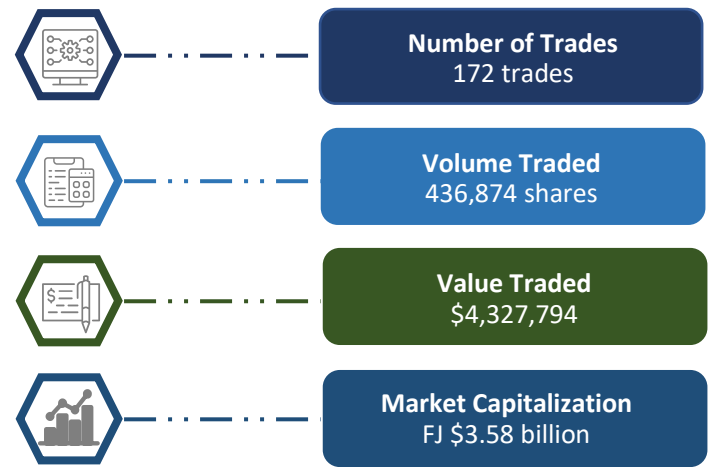 Number of Trades
172 trades
Volume Traded
436,874 shares
$
Value Traded
$4,327,794
Market Capitalization
FJ $3.58 billion